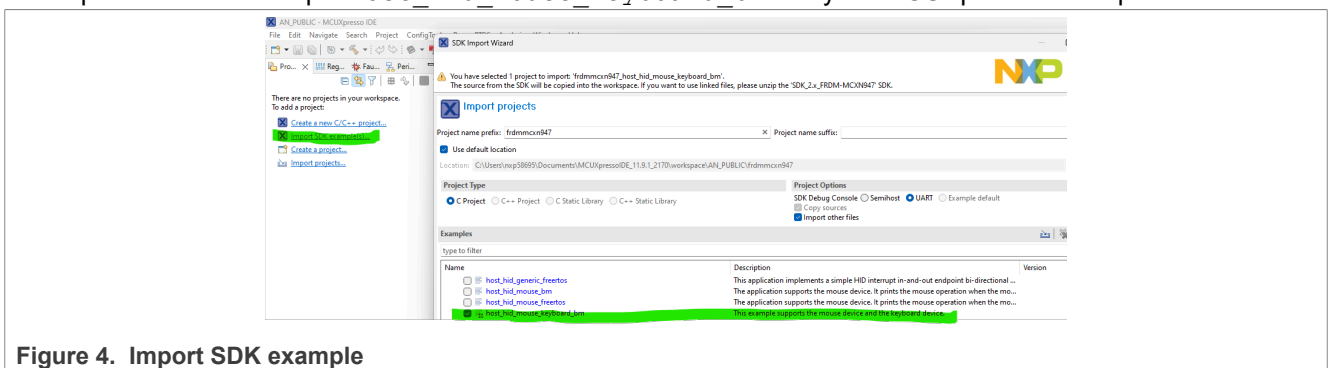 AN_PUBLIC - MCUXpresso IDE
File Edit Navigate Search Project
Pro... Reg... Fau... Peri...
There are no projects in your workspace.
To add a project:
Create a new C/C++ project...
Import SDK example(s)...
Create a project...
Import projects...
SDK Import Wizard
You have selected 1 project to import: 'frdmmcxn947_host_hid_mouse_keyboard_bm'.
The source from the SDK will be copied into the workspace. If you want to use linked files, please unzip the 'SDK_2.x_FRDM-MCXN947' SDK.
NXP
Import projects
Project name prefix: frdmmcxn947 Project name suffix:
Use default location
Location: C:\Users\nxp58695\Documents\MCUXpressoIDE_11.9.1_2170\workspace\AN_PUBLIC\frdmmcxn947
Project Type Project Options
C Project C++ Project C Static Library C++ Static Library SDK Debug Console Semihost UART Example default
Copy sources
Import other files
Examples
type to filter
Name Description Version
host_hid_generic_freertos This application implements a simple HID interrupt in-and-out endpoint bi-directional ...
host_hid_mouse_bm The application supports the mouse device. It prints the mouse operation when the mo...
host_hid_mouse_freertos The application supports the mouse device. It prints the mouse operation when the mo...
host_hid_mouse_keyboard_bm This example supports the mouse device and the keyboard device.
Figure 4. Import SDK example